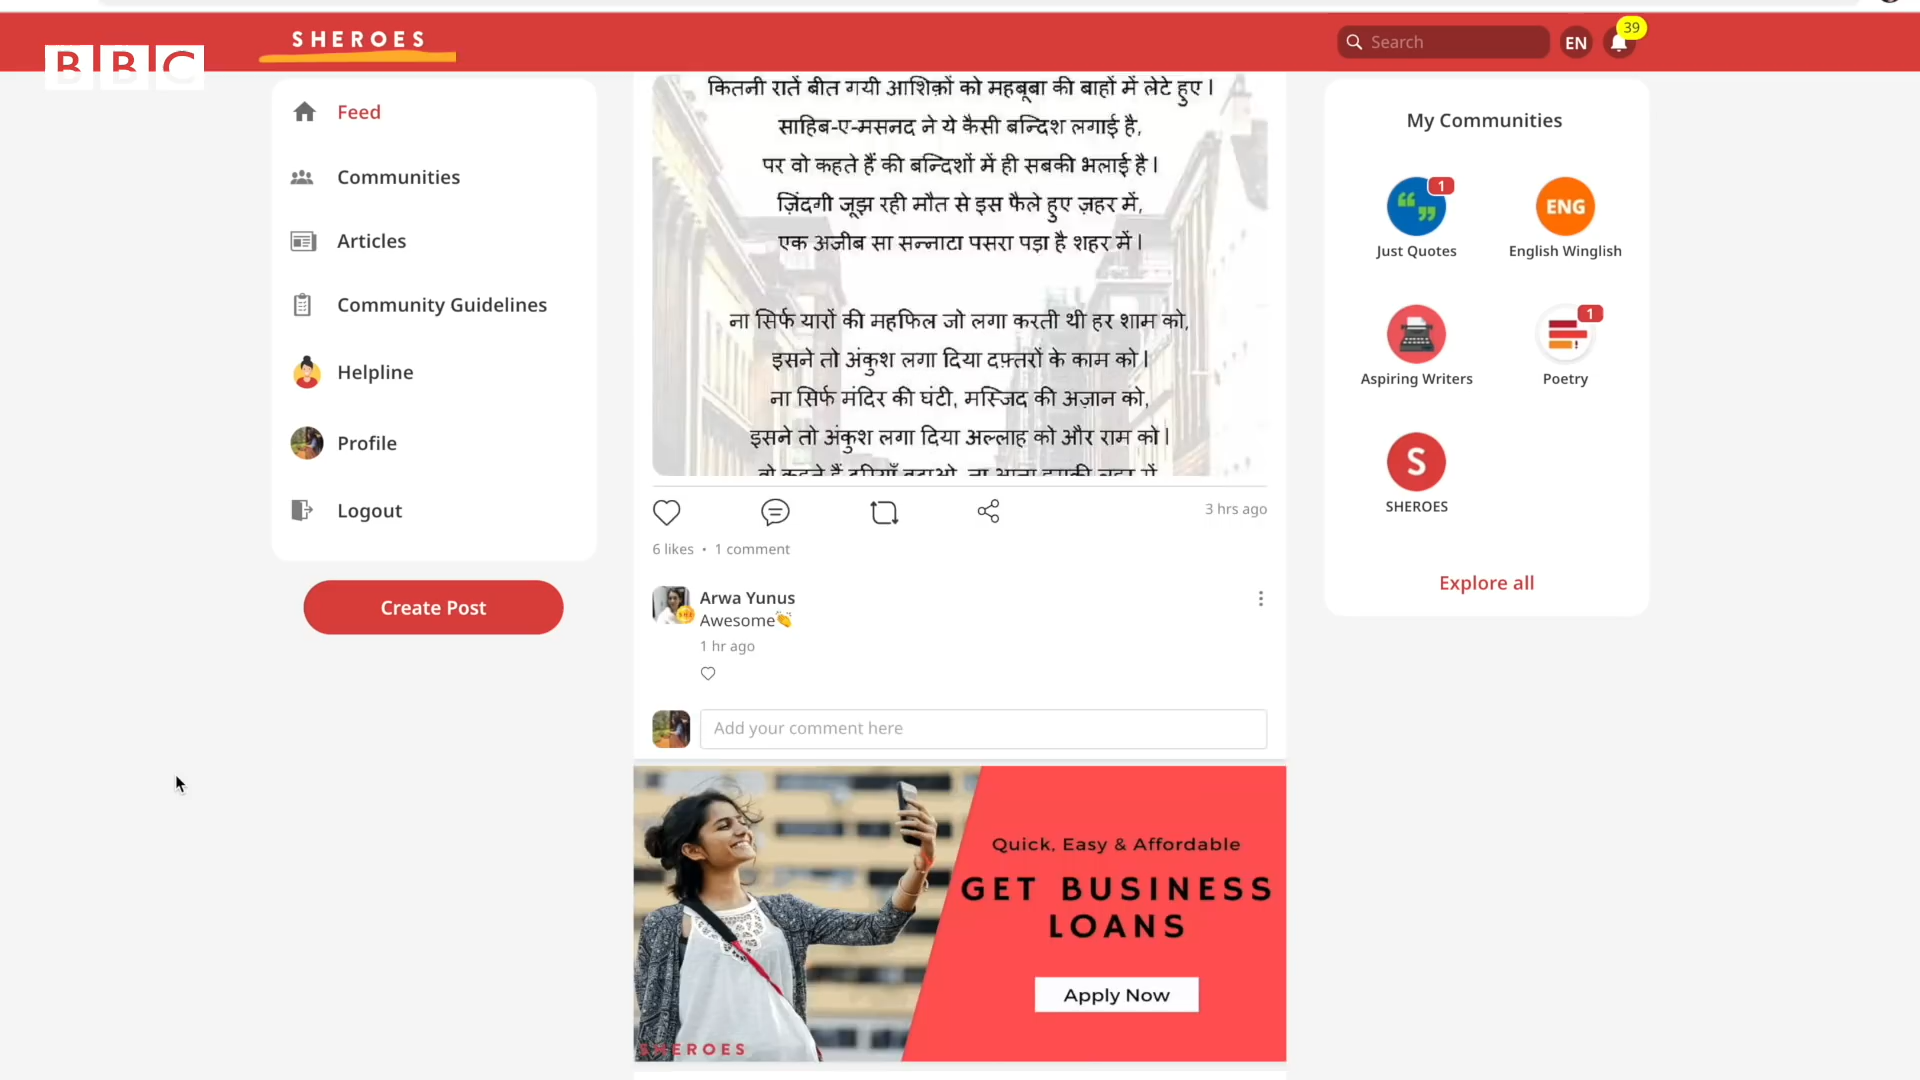 SHEROES
Search
EN
39
BBC
Feed
Communities
Articles
Community Guidelines
Helpline
Profile
Logout
Create Post
कितनी रातें बीत गयी आशिक़ों को महबूबा की बाहों में लेटे हुए ।
साहिब-ए-मसनद ने ये कैसी बन्दिश लगाई है,
पर वो कहते हैं की बन्दिशों में ही सबकी भलाई है ।
ज़िंदगी जूझ रही मौत से इस फैले हुए ज़हर में,
एक अजीब सा सन्नाटा पसरा पड़ा है शहर में ।
ना सिर्फ यारों की महफिल जो लगा करती थी हर शाम को,
इसने तो अंकुश लगा दिया दफ़्तरों के काम को ।
ना सिर्फ मंदिर की घंटी, मस्जिद की अज़ान को,
इसने तो अंकुश लगा दिया अल्लाह को और राम को ।
3 hrs ago
6 likes • 1 comment
Arwa Yunus
Awesome👏
1 hr ago
Add your comment here
Quick, Easy & Affordable
GET BUSINESS
LOANS
Apply Now
SHEROES
My Communities
1
ENG
Just Quotes
English Winglish
1
Aspiring Writers
Poetry
S
SHEROES
Explore all